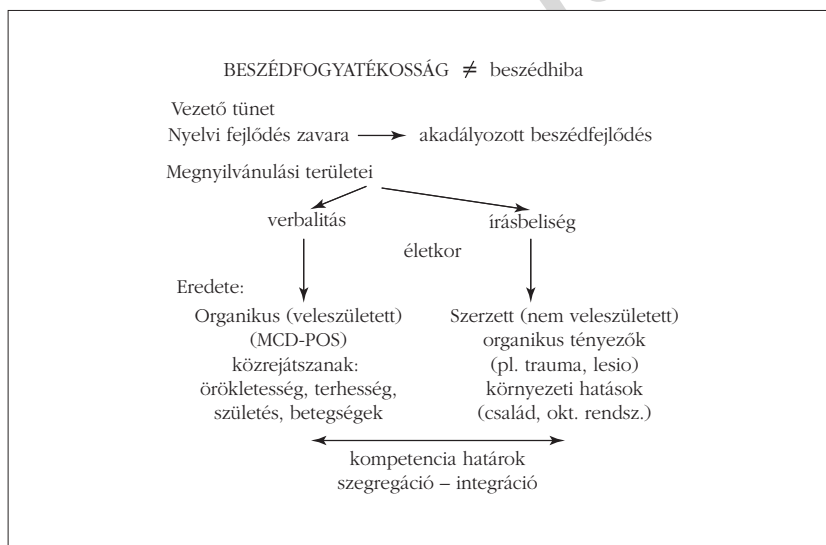 BESZÉDFOGYATÉKOSSÁG ≠ beszédhiba
Vezető tünet
Nyelvi fejlődés zavara → akadályozott beszédfejlődés
Megnyilvánulási területei
verbalitás
írásbeliség
életkor
Eredete:
Organikus (veleszületett)
(MCD-POS)
közrejátszanak:
örökletesség, terhesség,
születés, betegségek
Szerzett (nem veleszületett)
organikus tényezők
(pl. trauma, lesio)
környezeti hatások
(család, okt. rendsz.)
kompetencia határok
szegregáció – integráció